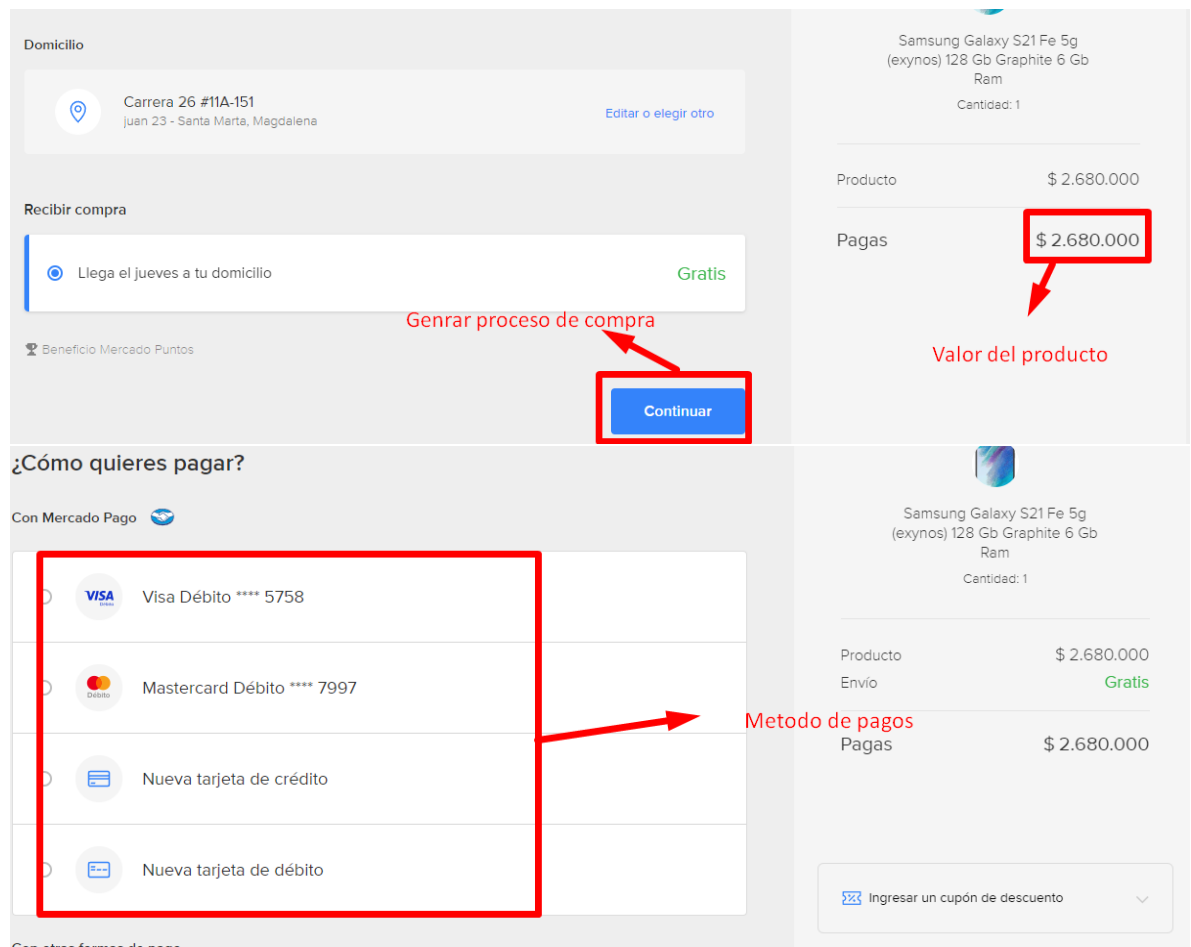 Domicilio
Carrera 26 #11A-151
juan 23 - Santa Marta, Magdalena
Editar o elegir otro
Recibir compra
Llega el jueves a tu domicilio
Gratis
Genrar proceso de compra
Beneficio Mercado Puntos
Continuar
Samsung Galaxy S21 Fe 5g
(exynos) 128 Gb Graphite 6 Gb
Ram
Cantidad: 1
Producto
$ 2.680.000
Pagas
$ 2.680.000
Valor del producto
¿Cómo quieres pagar?
Con Mercado Pago
VISA
Visa Débito **** 5758
Débito
Mastercard Débito **** 7997
Nueva tarjeta de crédito
Nueva tarjeta de débito
Con otras formas de pago
Metodo de pagos
Samsung Galaxy S21 Fe 5g
(exynos) 128 Gb Graphite 6 Gb
Ram
Cantidad: 1
Producto
$ 2.680.000
Envío
Gratis
Pagas
$ 2.680.000
Ingresar un cupón de descuento